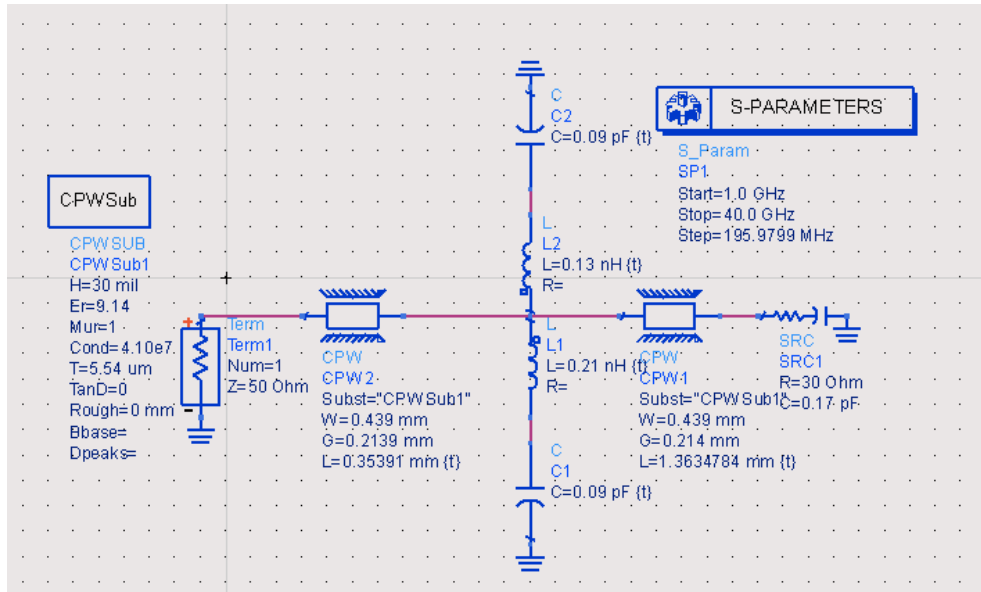 C
C2
C=0.09 pF {t}
S-PARAMETERS
S_Param
SP1
Start=1.0 GHz
Stop=40.0 GHz
Step=195.9799 MHz
CPWSub
CPWSUB
CPWSub1
H=30 mil
Er=9.14
Mur=1
Cond=4.10e7
T=5.54 um
TanD=0
Rough=0 mm
Bbase=
Dpeaks=
L
L2
L=0.13 nH {t}
R=
+
-
Term
Term1
Num=1
Z=50 Ohm
CPW
CPW2
Subst="CPWSub1"
W=0.439 mm
G=0.2139 mm
L=0.35391 mm {t}
L
L1
L=0.21 nH {t}
R=
CPW
CPW1
Subst="CPWSub1"
W=0.439 mm
G=0.214 mm
L=1.3634784 mm {t}
SRC
SRC1
R=30 Ohm
C=0.17 pF
C
C1
C=0.09 pF {t}